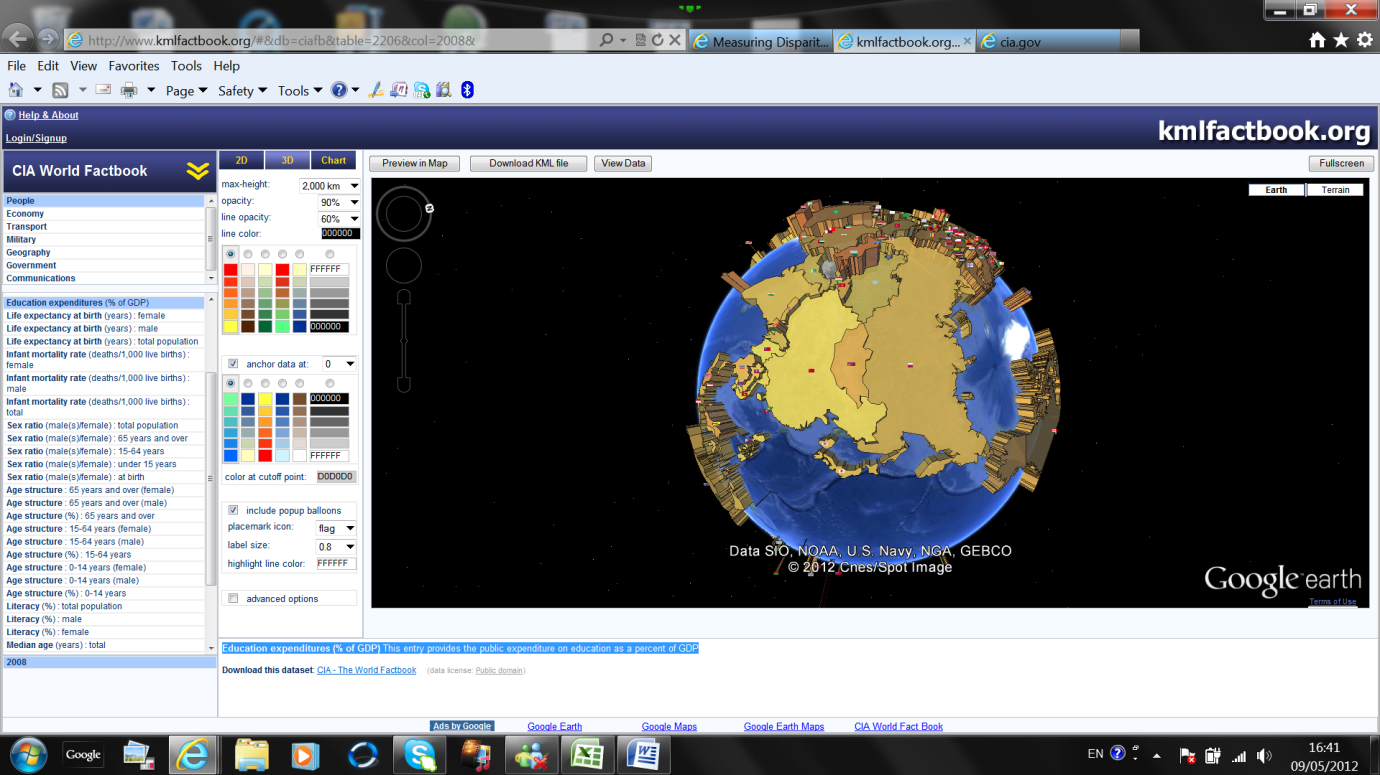 http://www.kmlfactbook.org/#&db=ciafb&table=2206&col=2008&
Measuring Disparit...
kmlfactbook.org...
cia.gov
File Edit View Favorites Tools Help
Page Safety Tools
Help & About
Login/Signup
kmlfactbook.org
CIA World Factbook
People
Economy
Transport
Military
Geography
Government
Communications
Education expenditures (% of GDP)
Life expectancy at birth (years) : female
Life expectancy at birth (years) : male
Life expectancy at birth (years) : total population
Infant mortality rate (deaths/1,000 live births) :
female
Infant mortality rate (deaths/1,000 live births) :
male
Infant mortality rate (deaths/1,000 live births) :
total
Sex ratio (male(s)/female) : total population
Sex ratio (male(s)/female) : 65 years and over
Sex ratio (male(s)/female) : 15-64 years
Sex ratio (male(s)/female) : under 15 years
Sex ratio (male(s)/female) : at birth
Age structure : 65 years and over (female)
Age structure : 65 years and over (male)
Age structure (%) : 65 years and over
Age structure : 15-64 years (female)
Age structure : 15-64 years (male)
Age structure (%) : 15-64 years
Age structure : 0-14 years (female)
Age structure : 0-14 years (male)
Age structure (%) : 0-14 years
Literacy (%) : total population
Literacy (%) : male
Literacy (%) : female
Median age (years) : total
2008
2D 3D Chart
max-height: 2,000 km
opacity: 90%
line opacity: 60%
line color: 000000
FFFFFF
000000
anchor data at: 0
000000
FFFFFF
color at cutoff point: D0D0D0
include popup balloons
placemark icon: flag
label size: 0.8
highlight line color: FFFFFF
advanced options
Preview in Map Download KML file View Data Fullscreen
Earth Terrain
N
Data SIO, NOAA, U.S. Navy, NGA, GEBCO
© 2012 Cnes/Spot Image
Google earth
Terms of Use
Education expenditures (% of GDP) This entry provides the public expenditure on education as a percent of GDP
Download this dataset: CIA - The World Factbook (data license: Public domain)
Ads by Google Google Earth Google Maps Google Earth Maps CIA World Fact Book
Google
EN
16:41
09/05/2012